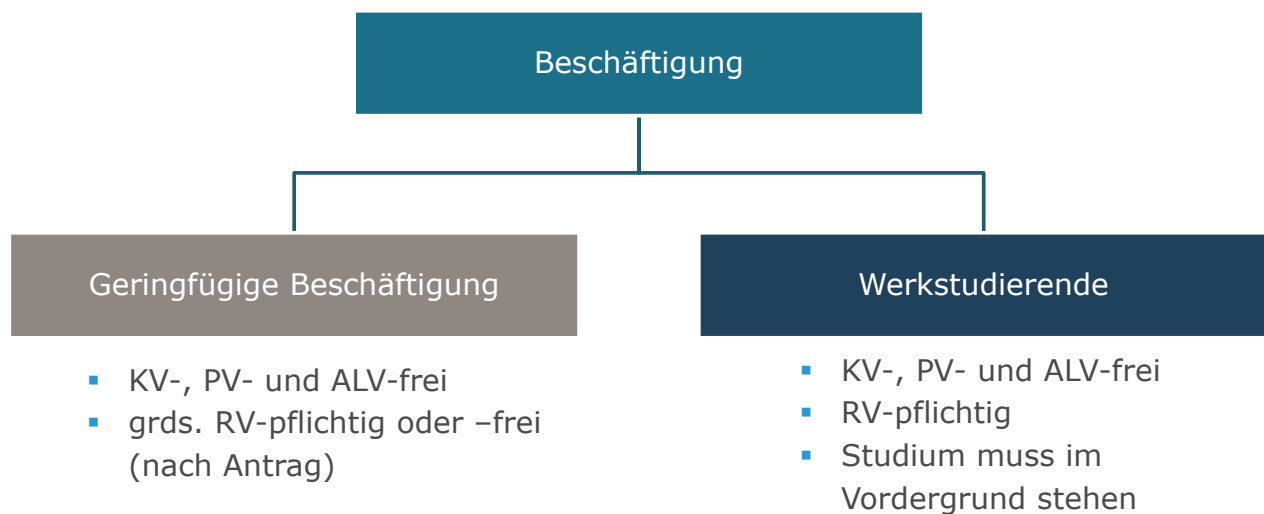 Beschäftigung
Geringfügige Beschäftigung
▪ KV-, PV- und ALV-frei
▪ grds. RV-pflichtig oder –frei
(nach Antrag)
Werkstudierende
▪ KV-, PV- und ALV-frei
▪ RV-pflichtig
▪ Studium muss im
Vordergrund stehen